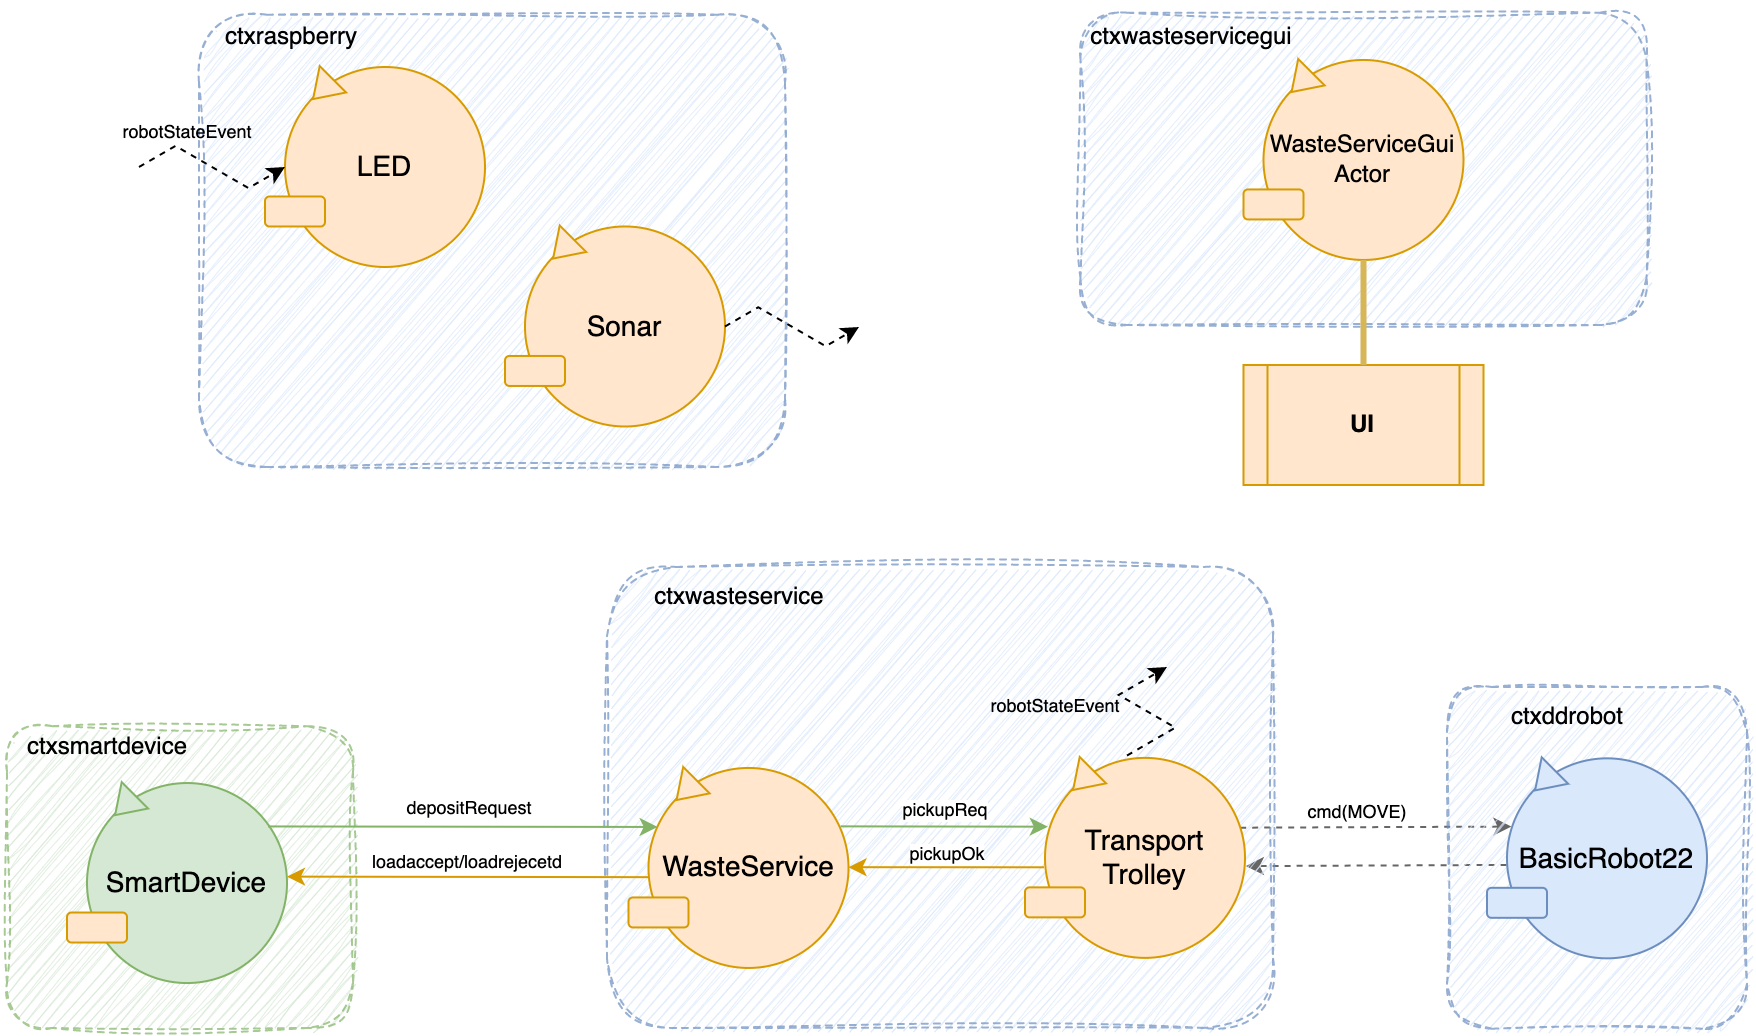 ctxraspberry
robotStateEvent
LED
Sonar
ctxwasteservicegui
WasteServiceGui
Actor
UI
ctxwasteservice
robotStateEvent
ctxsmartdevice
SmartDevice
depositRequest
loadaccept/loadrejecetd
WasteService
pickupReq
pickupOk
Transport
Trolley
cmd(MOVE)
ctxddrobot
BasicRobot22